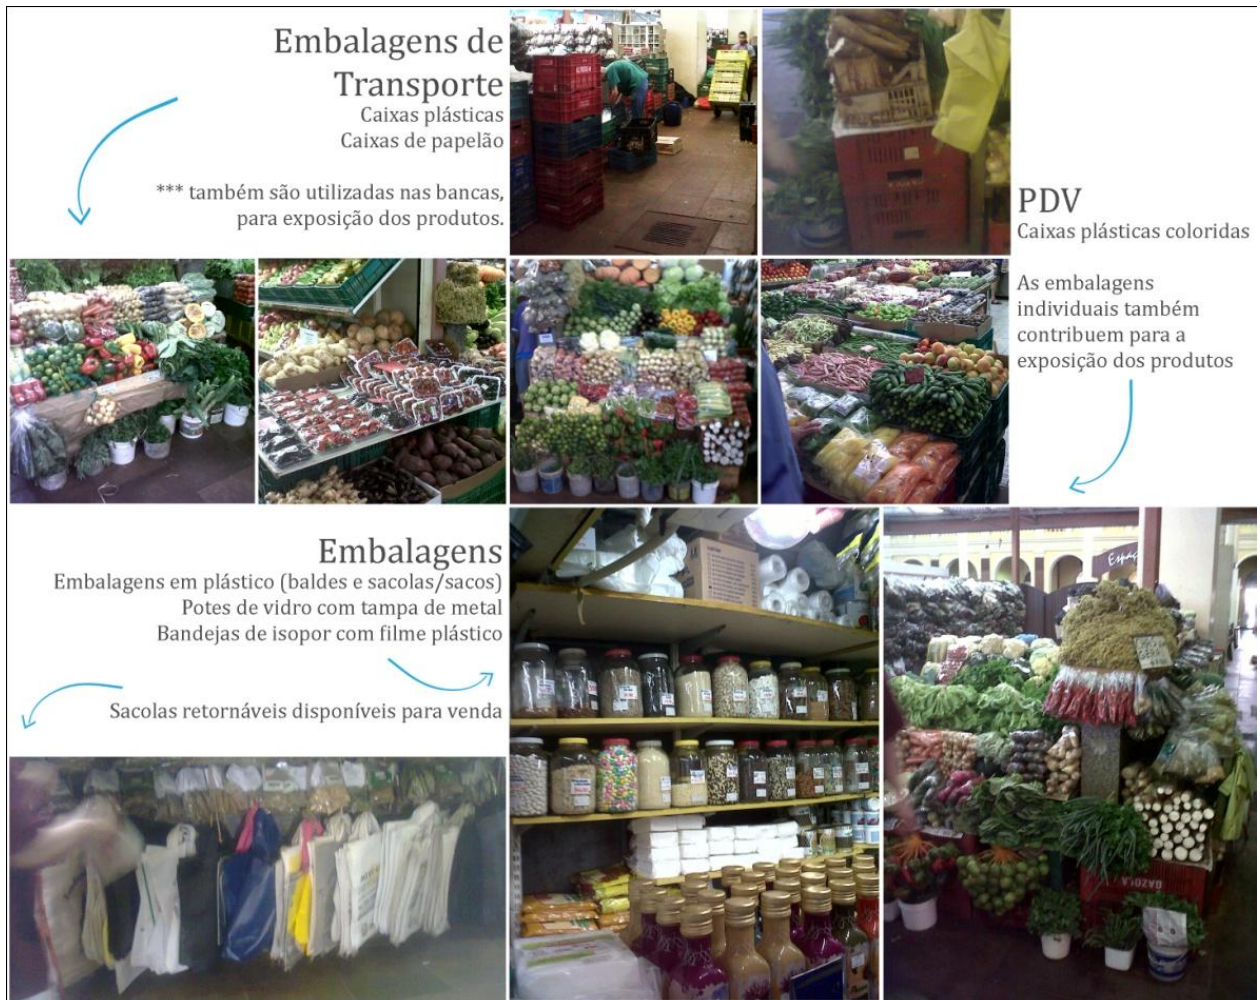 Embalagens de
Transporte
Caixas plásticas
Caixas de papelão
*** também são utilizadas nas bancas,
para exposição dos produtos.
PDV
Caixas plásticas coloridas
As embalagens
individuais também
contribuem para a
exposição dos produtos
Embalagens
Embalagens em plástico (baldes e sacolas/sacos)
Potes de vidro com tampa de metal
Bandejas de isopor com filme plástico
Sacolas retornáveis disponíveis para venda
Espaç
GAZOLA